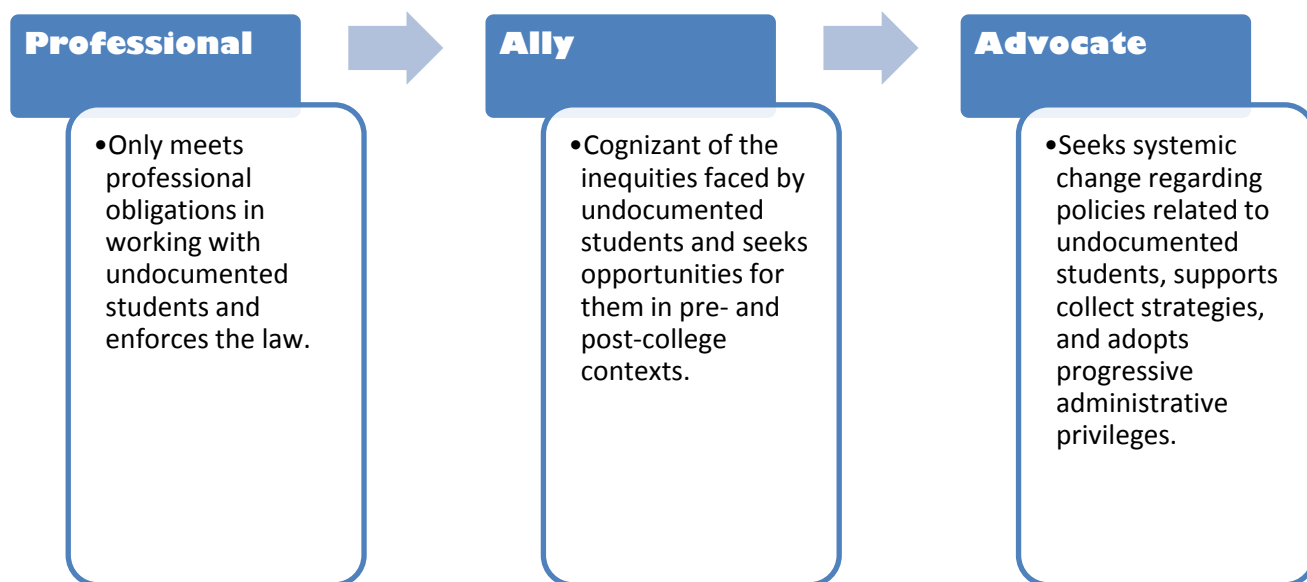 Professional
•Only meets
professional
obligations in
working with
undocumented
students and
enforces the law.
Ally
•Cognizant of the
inequities faced by
undocumented
students and seeks
opportunities for
them in pre- and
post-college
contexts.
Advocate
•Seeks systemic
change regarding
policies related to
undocumented
students, supports
collect strategies,
and adopts
progressive
administrative
privileges.